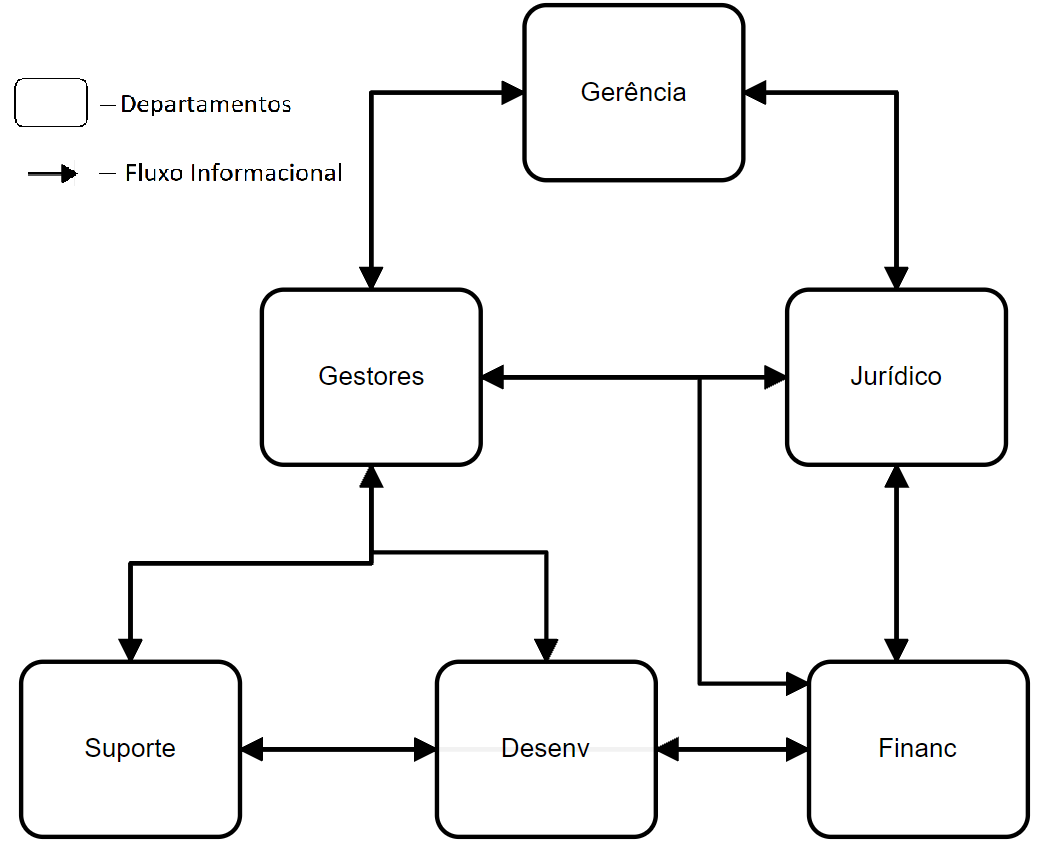 Gerência
– Departamentos
– Fluxo Informacional
Gestores
Jurídico
Suporte
Desenv
Financ